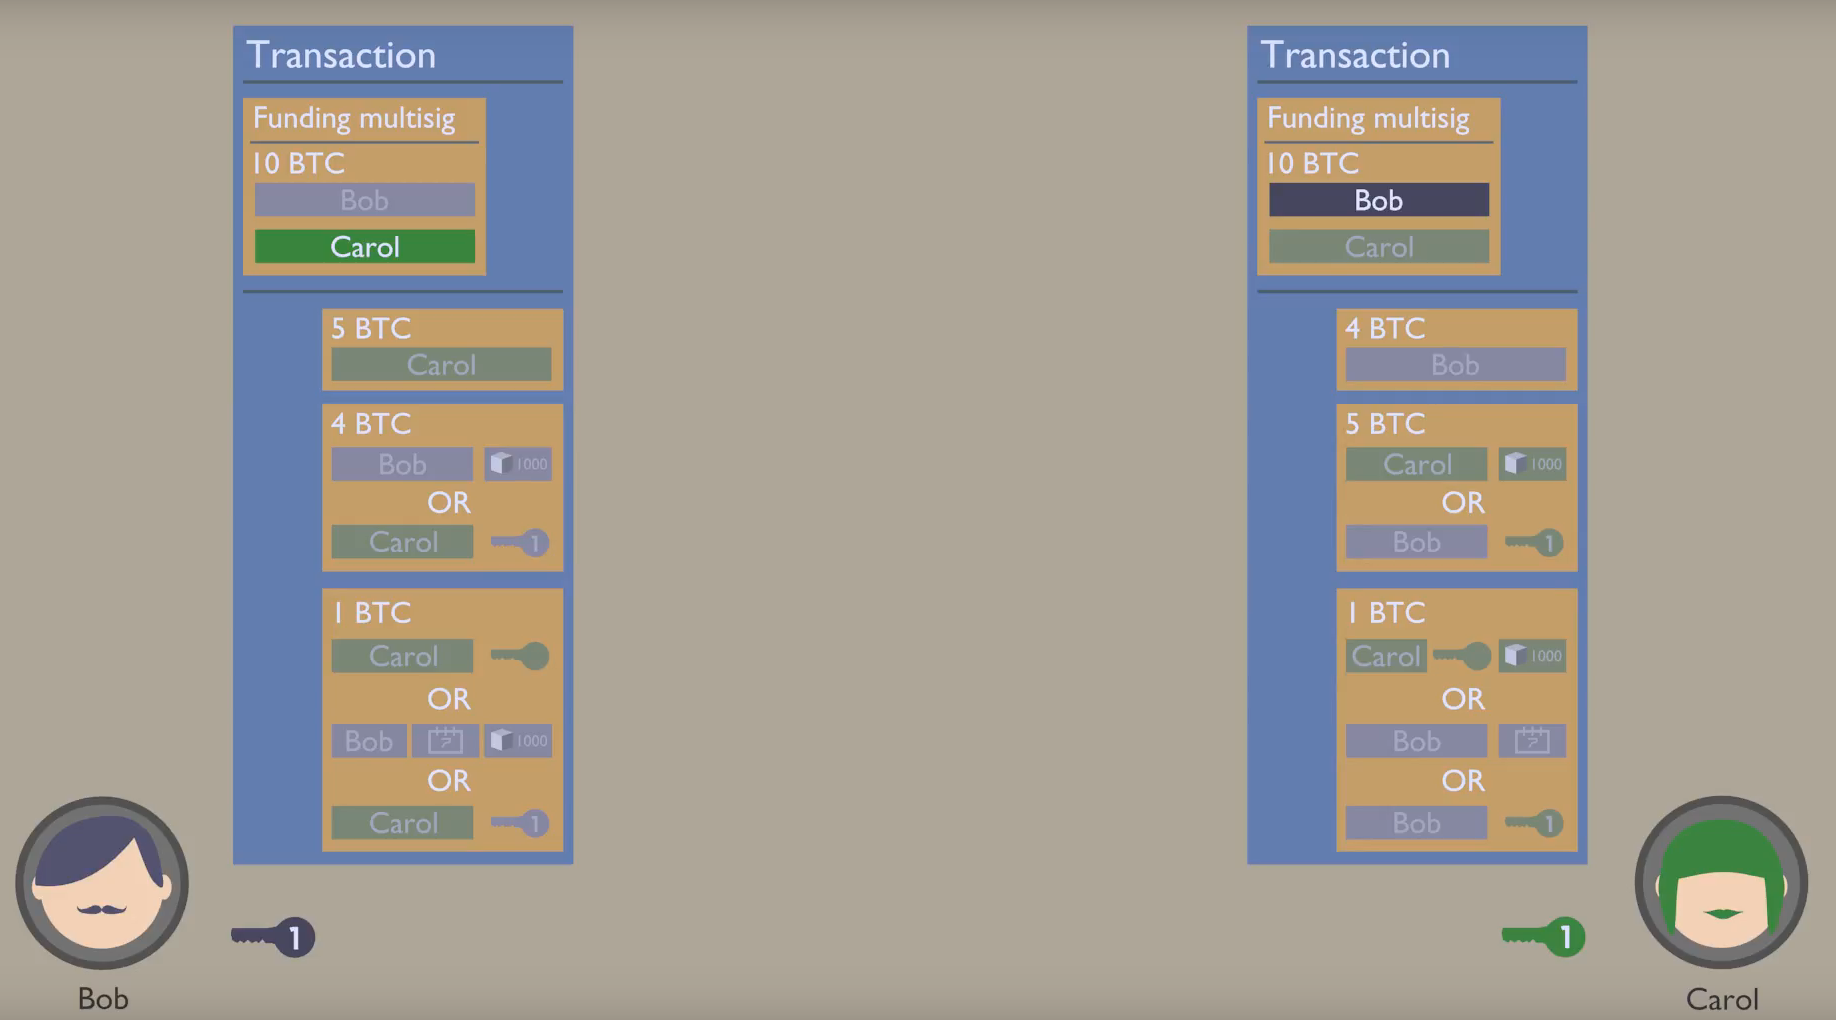 Transaction
Funding multisig
10 BTC
Bob
Carol
5 BTC
Carol
4 BTC
Bob 1000
OR
Carol 1
1 BTC
Carol
OR
Bob 7 1000
OR
Carol 1
1
Bob
Transaction
Funding multisig
10 BTC
Bob
Carol
4 BTC
Bob
5 BTC
Carol 1000
OR
Bob 1
1 BTC
Carol 1000
OR
Bob 7
OR
Bob 1
1
Carol